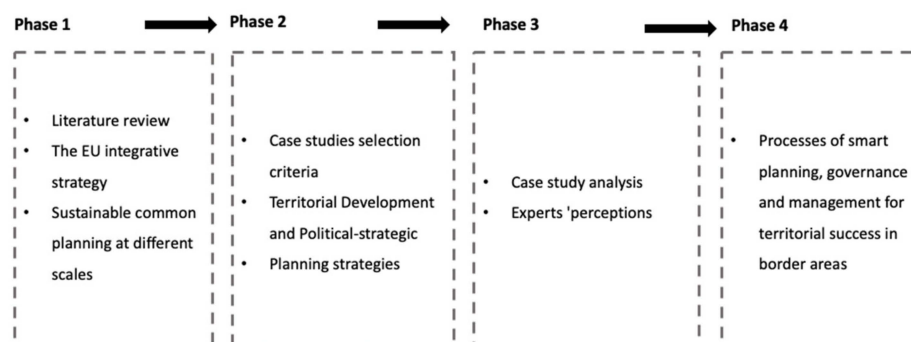 Phase 1
Phase 2
Phase 3
Phase 4
• Literature review
• The EU integrative
strategy
• Sustainable common
planning at different
scales
• Case studies selection
criteria
• Territorial Development
and Political-strategic
• Planning strategies
• Case study analysis
• Experts 'perceptions
• Processes of smart
planning, governance
and management for
territorial success in
border areas